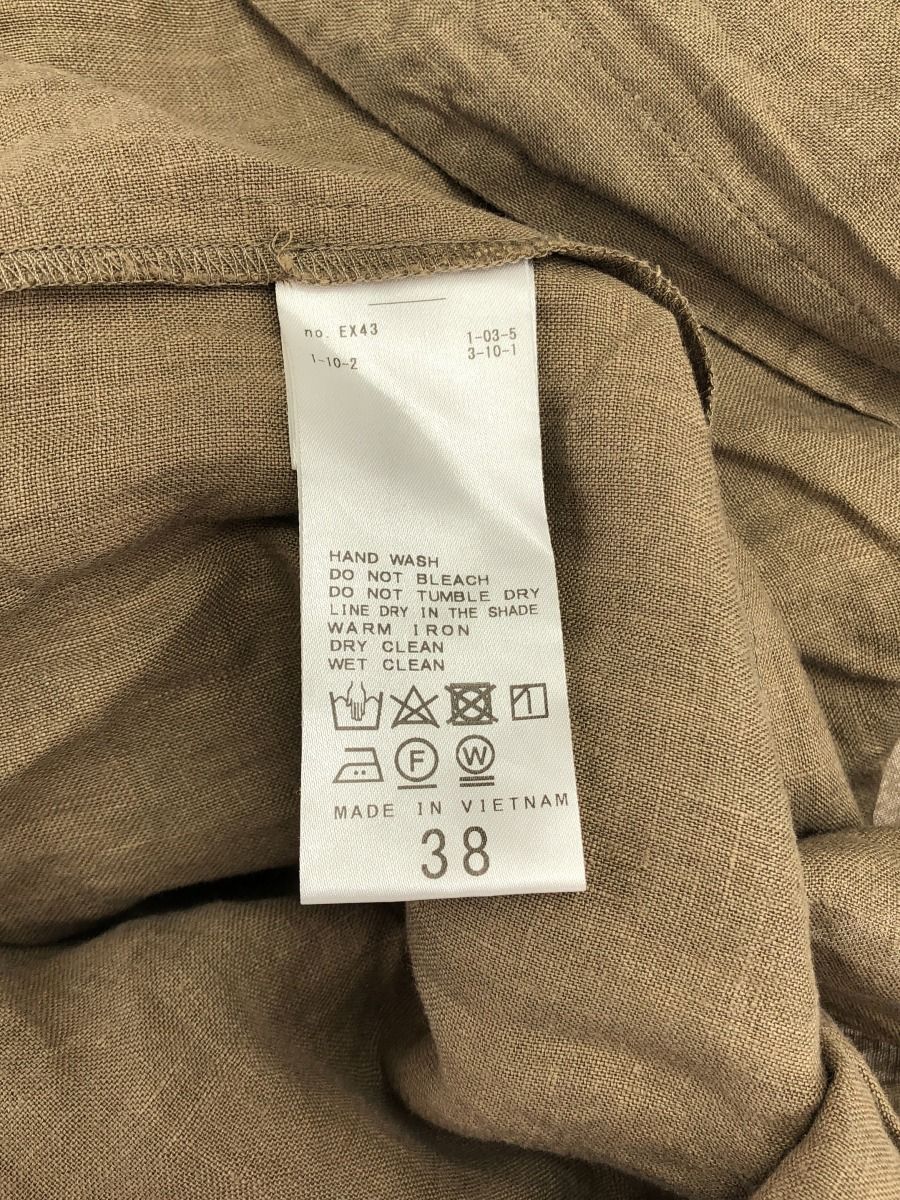 no. EX43 1-03-5
1-10-2 3-10-1
HAND WASH
DO NOT BLEACH
DO NOT TUMBLE DRY
LINE DRY IN THE SHADE
WARM IRON
DRY CLEAN
WET CLEAN
F W
MADE IN VIETNAM
38